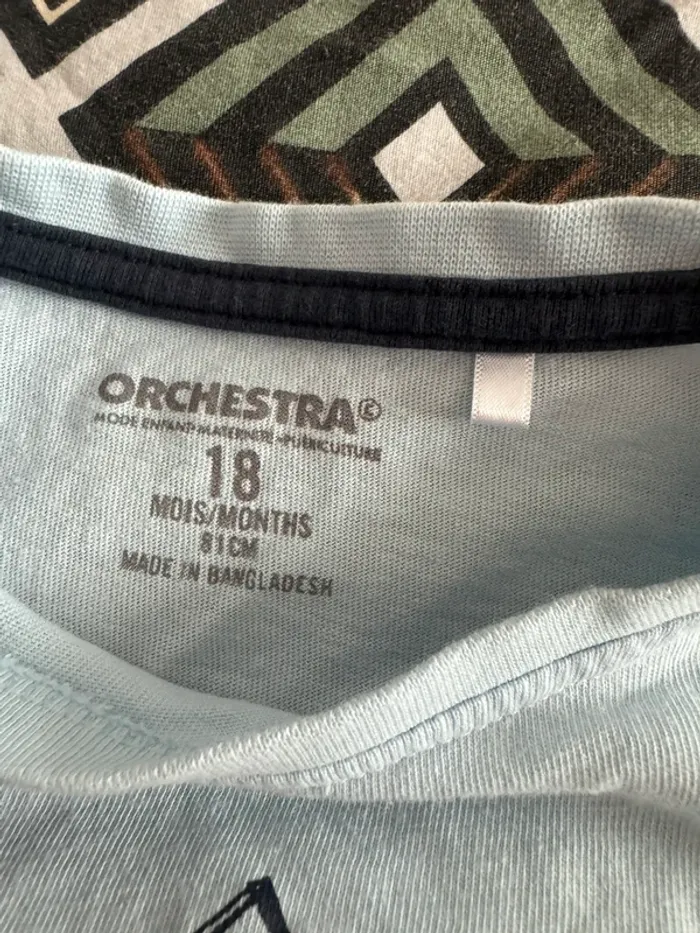 ORCHESTRA©
MODE ENFANT•MATERNITÉ•PUÉRICULTURE
18
MOIS/MONTHS
81CM
MADE IN BANGLADESH